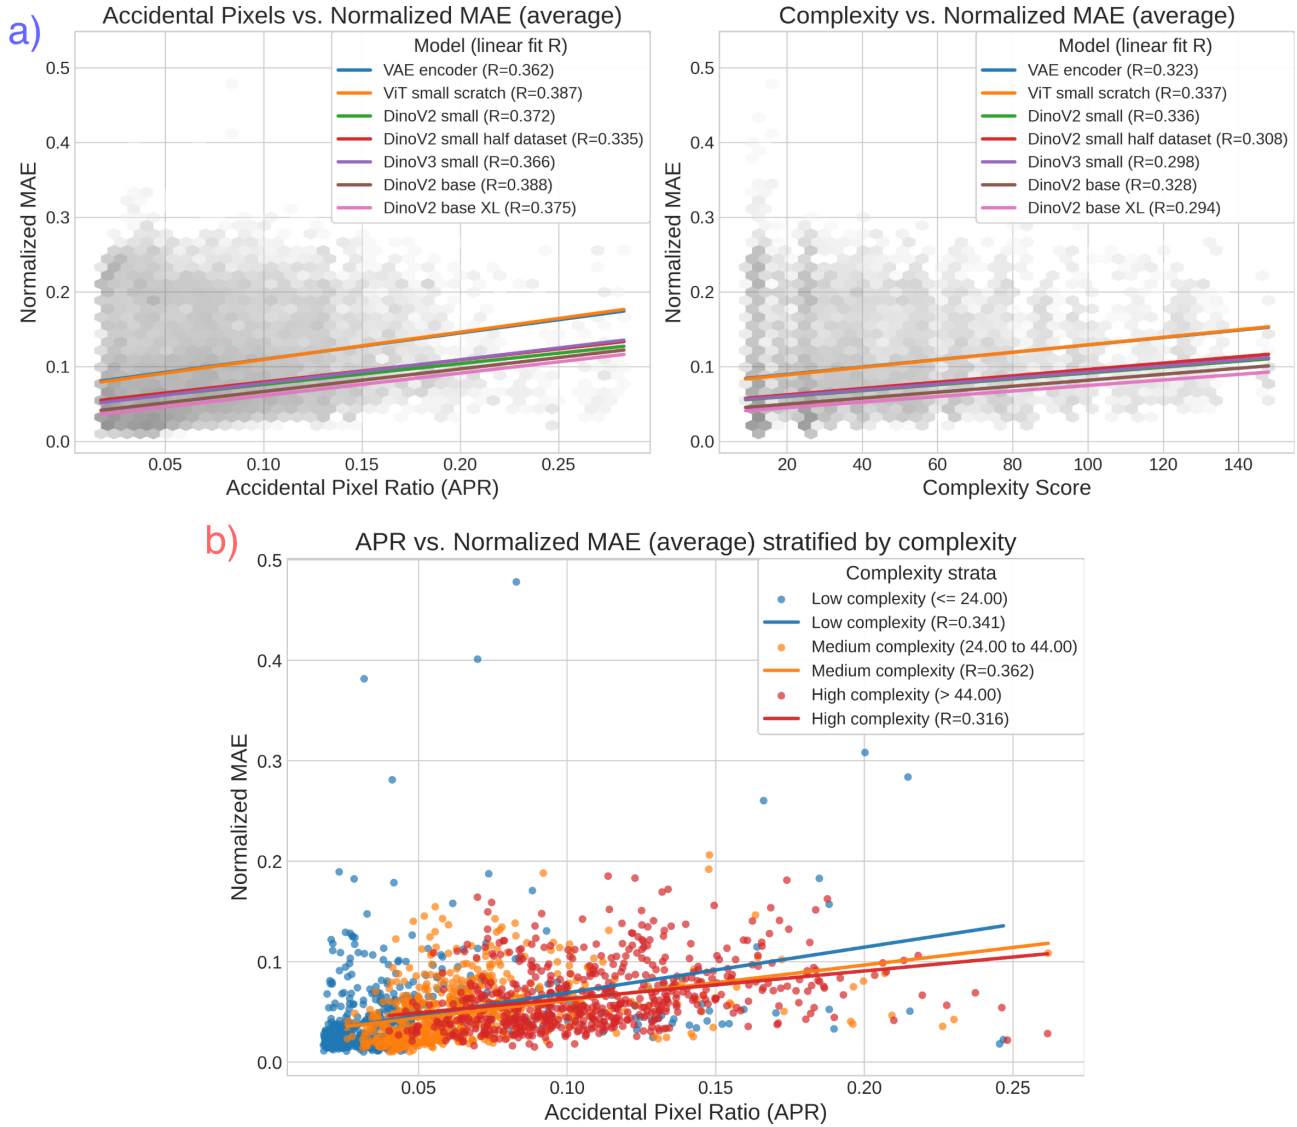 a)
Accidental Pixels vs. Normalized MAE (average)
Normalized MAE
0.5
0.4
0.3
0.2
0.1
0.0
Model (linear fit R)
VAE encoder (R=0.362)
ViT small scratch (R=0.387)
DinoV2 small (R=0.372)
DinoV2 small half dataset (R=0.335)
DinoV3 small (R=0.366)
DinoV2 base (R=0.388)
DinoV2 base XL (R=0.375)
0.05 0.10 0.15 0.20 0.25
Accidental Pixel Ratio (APR)
Complexity vs. Normalized MAE (average)
Normalized MAE
0.5
0.4
0.3
0.2
0.1
0.0
Model (linear fit R)
VAE encoder (R=0.323)
ViT small scratch (R=0.337)
DinoV2 small (R=0.336)
DinoV2 small half dataset (R=0.308)
DinoV3 small (R=0.298)
DinoV2 base (R=0.328)
DinoV2 base XL (R=0.294)
20 40 60 80 100 120 140
Complexity Score
b)
APR vs. Normalized MAE (average) stratified by complexity
Normalized MAE
0.5
0.4
0.3
0.2
0.1
0.0
Complexity strata
Low complexity (<= 24.00)
Low complexity (R=0.341)
Medium complexity (24.00 to 44.00)
Medium complexity (R=0.362)
High complexity (> 44.00)
High complexity (R=0.316)
0.05 0.10 0.15 0.20 0.25
Accidental Pixel Ratio (APR)